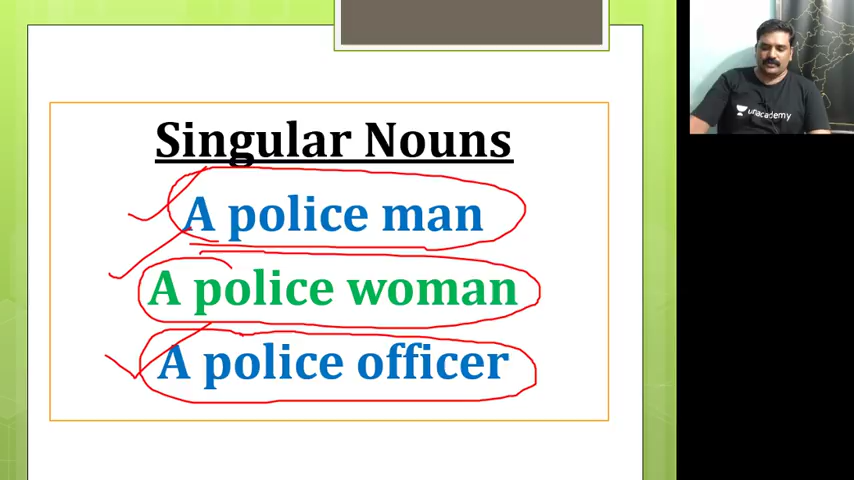 Singular Nouns
A police man
A police woman
A police officer
unacademy